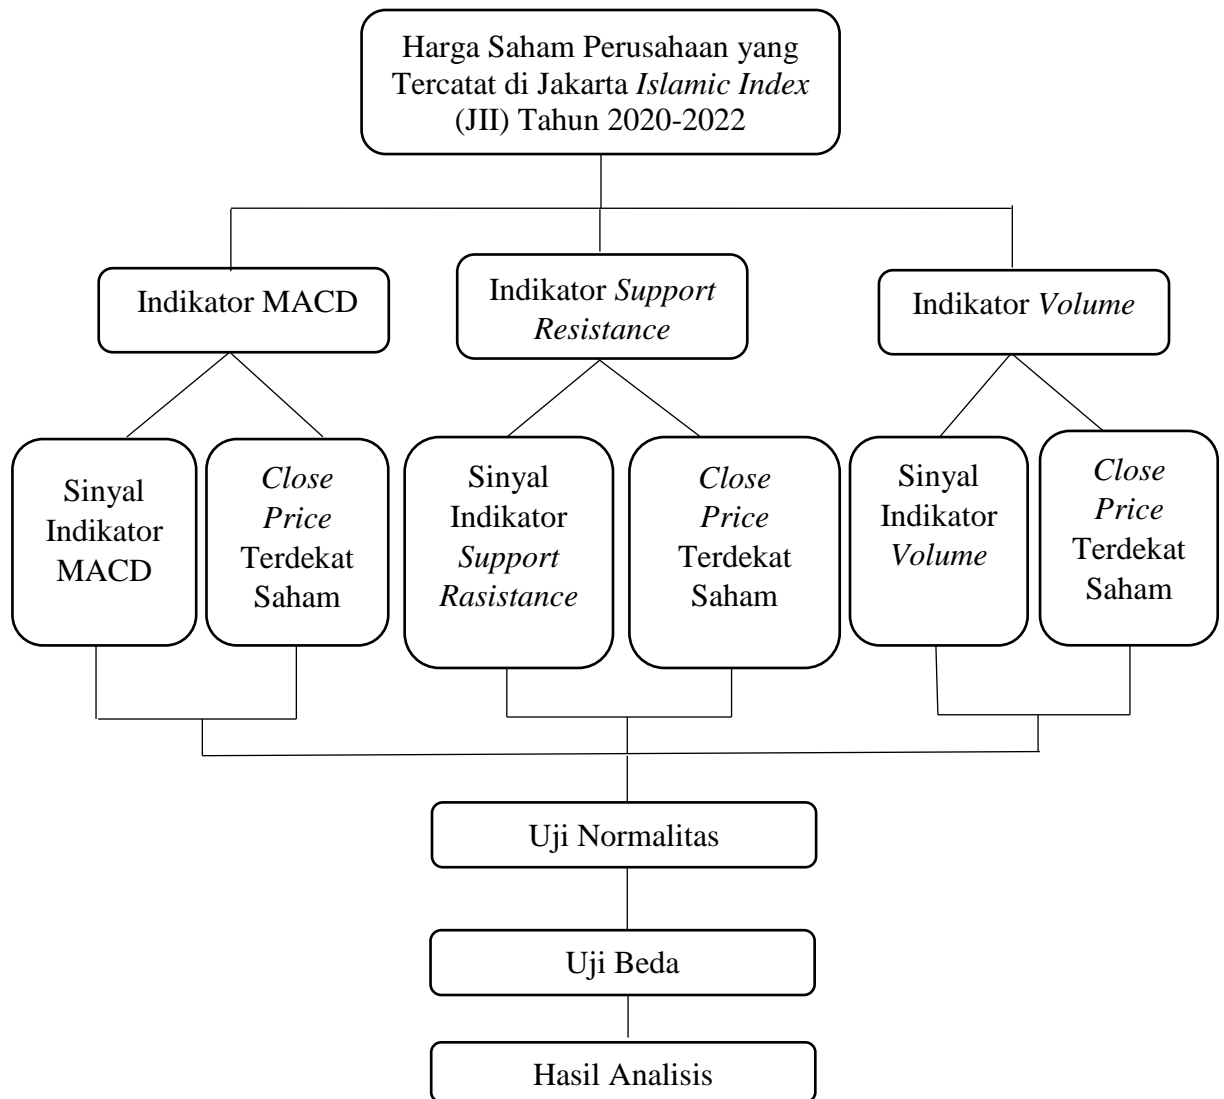 Harga Saham Perusahaan yang
Tercatat di Jakarta Islamic Index
(JII) Tahun 2020-2022
Indikator MACD
Indikator Support
Resistance
Indikator Volume
Sinyal
Indikator
MACD
Close
Price
Terdekat
Saham
Sinyal
Indikator
Support
Rasistance
Close
Price
Terdekat
Saham
Sinyal
Indikator
Volume
Close
Price
Terdekat
Saham
Uji Normalitas
Uji Beda
Hasil Analisis